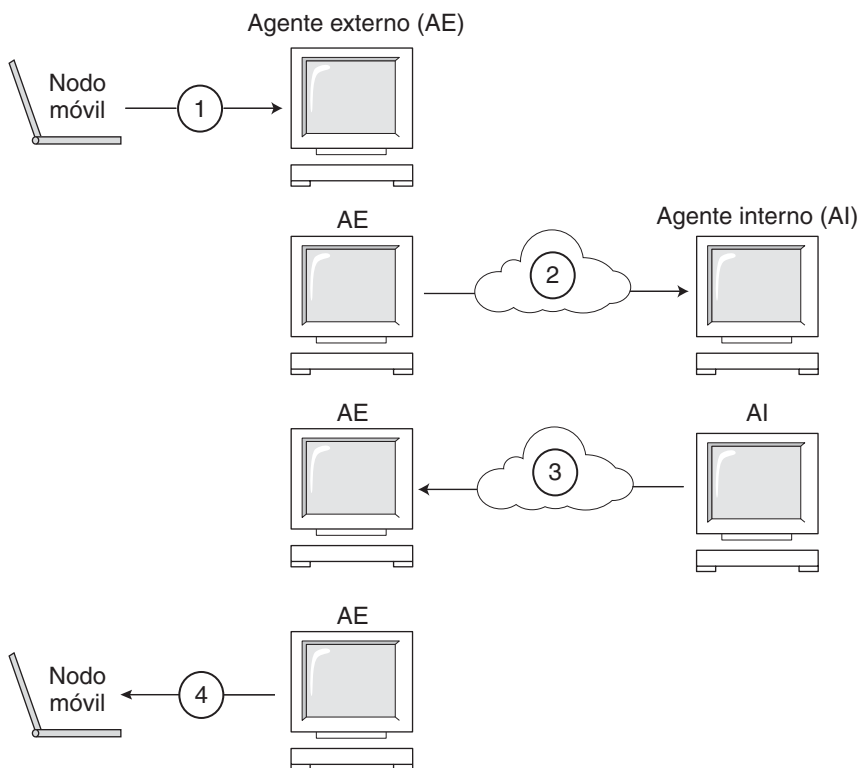 Agente externo (AE)
Nodo
móvil
1
AE
Agente interno (AI)
2
AE
AI
3
AE
Nodo
móvil
4